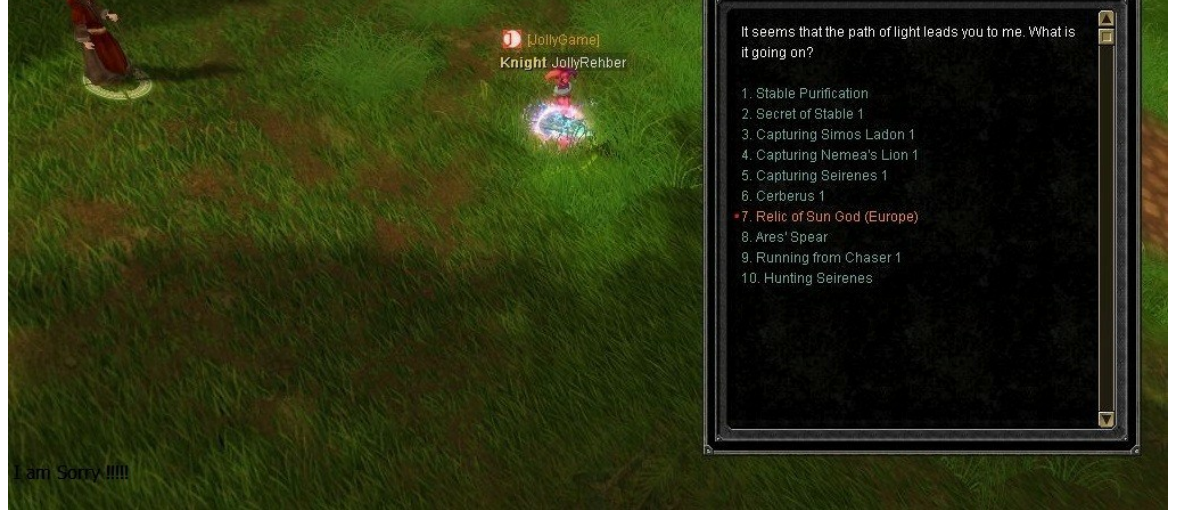 J [JollyGame]
Knight JollyRehber
It seems that the path of light leads you to me. What is
it going on?
1. Stable Purification
2. Secret of Stable 1
3. Capturing Simos Ladon 1
4. Capturing Nemea's Lion 1
5. Capturing Seirenes 1
6. Cerberus 1
7. Relic of Sun God (Europe)
8. Ares' Spear
9. Running from Chaser 1
10. Hunting Seirenes
I am Sorry !!!!!